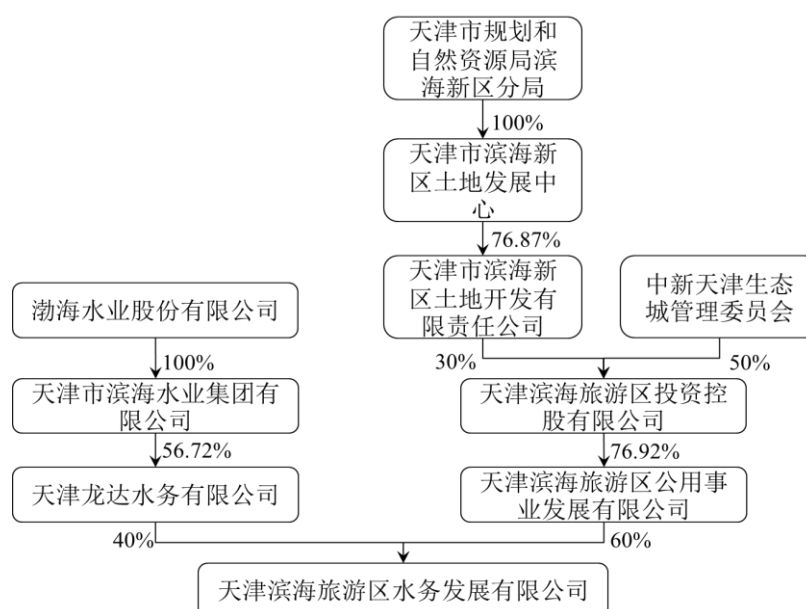 天津市规划和
自然资源局滨
海新区分局
100%
天津市滨海新
区土地发展中
心
76.87%
天津市滨海新
区土地开发有
限责任公司
中新天津生态
城管理委员会
渤海水业股份有限公司
100%
30%
50%
天津市滨海水业集团有
限公司
天津滨海旅游区投资控
股有限公司
56.72%
76.92%
天津龙达水务有限公司
天津滨海旅游区公用事
业发展有限公司
40%
60%
天津滨海旅游区水务发展有限公司